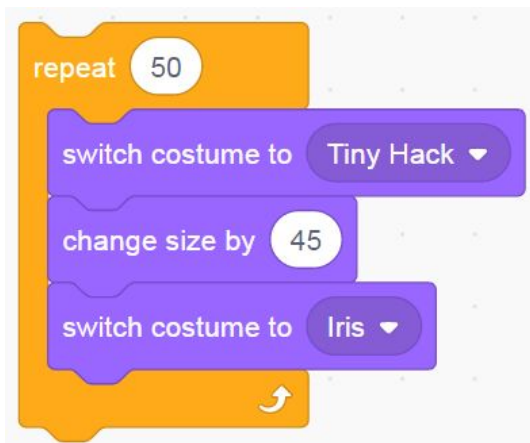 repeat 50
switch costume to Tiny Hack
change size by 45
switch costume to Iris